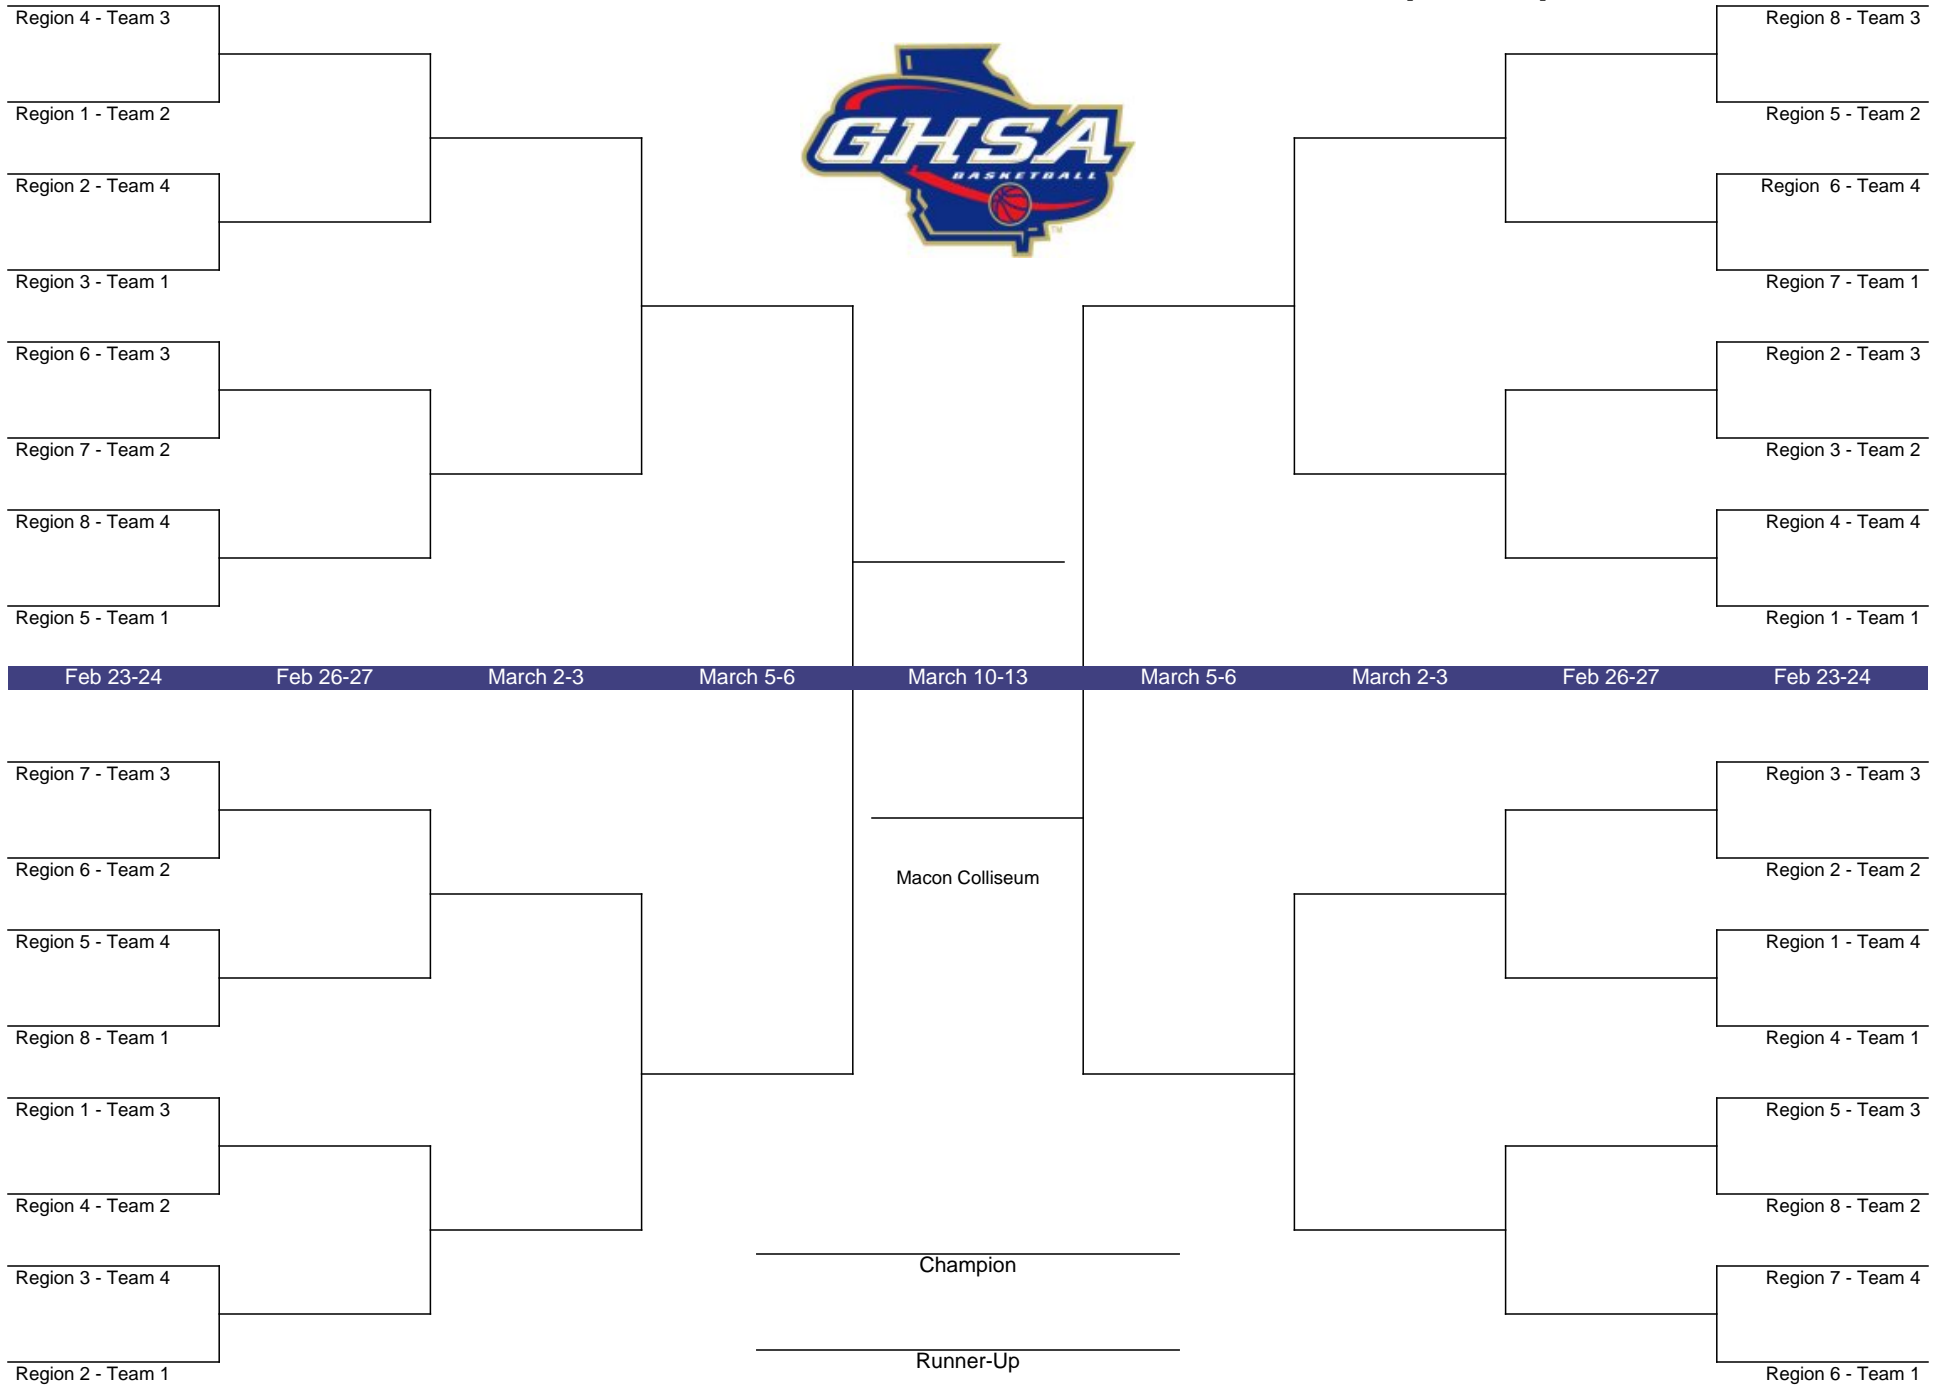 Region 4 - Team 3
Region 1 - Team 2
Region 2 - Team 4
Region 3 - Team 1
Region 6 - Team 3
Region 7 - Team 2
Region 8 - Team 4
Region 5 - Team 1
GHSA
BASKETBALL
TM
Region 8 - Team 3
Region 5 - Team 2
Region  6 - Team 4
Region 7 - Team 1
Region 2 - Team 3
Region 3 - Team 2
Region 4 - Team 4
Region 1 - Team 1
Feb 23-24 Feb 26-27 March 2-3 March 5-6 March 10-13 March 5-6 March 2-3 Feb 26-27 Feb 23-24
Region 7 - Team 3
Region 6 - Team 2
Region 5 - Team 4
Region 8 - Team 1
Region 1 - Team 3
Region 4 - Team 2
Region 3 - Team 4
Region 2 - Team 1
Macon Colliseum
Champion
Runner-Up
Region 3 - Team 3
Region 2 - Team 2
Region 1 - Team 4
Region 4 - Team 1
Region 5 - Team 3
Region 8 - Team 2
Region 7 - Team 4
Region 6 - Team 1